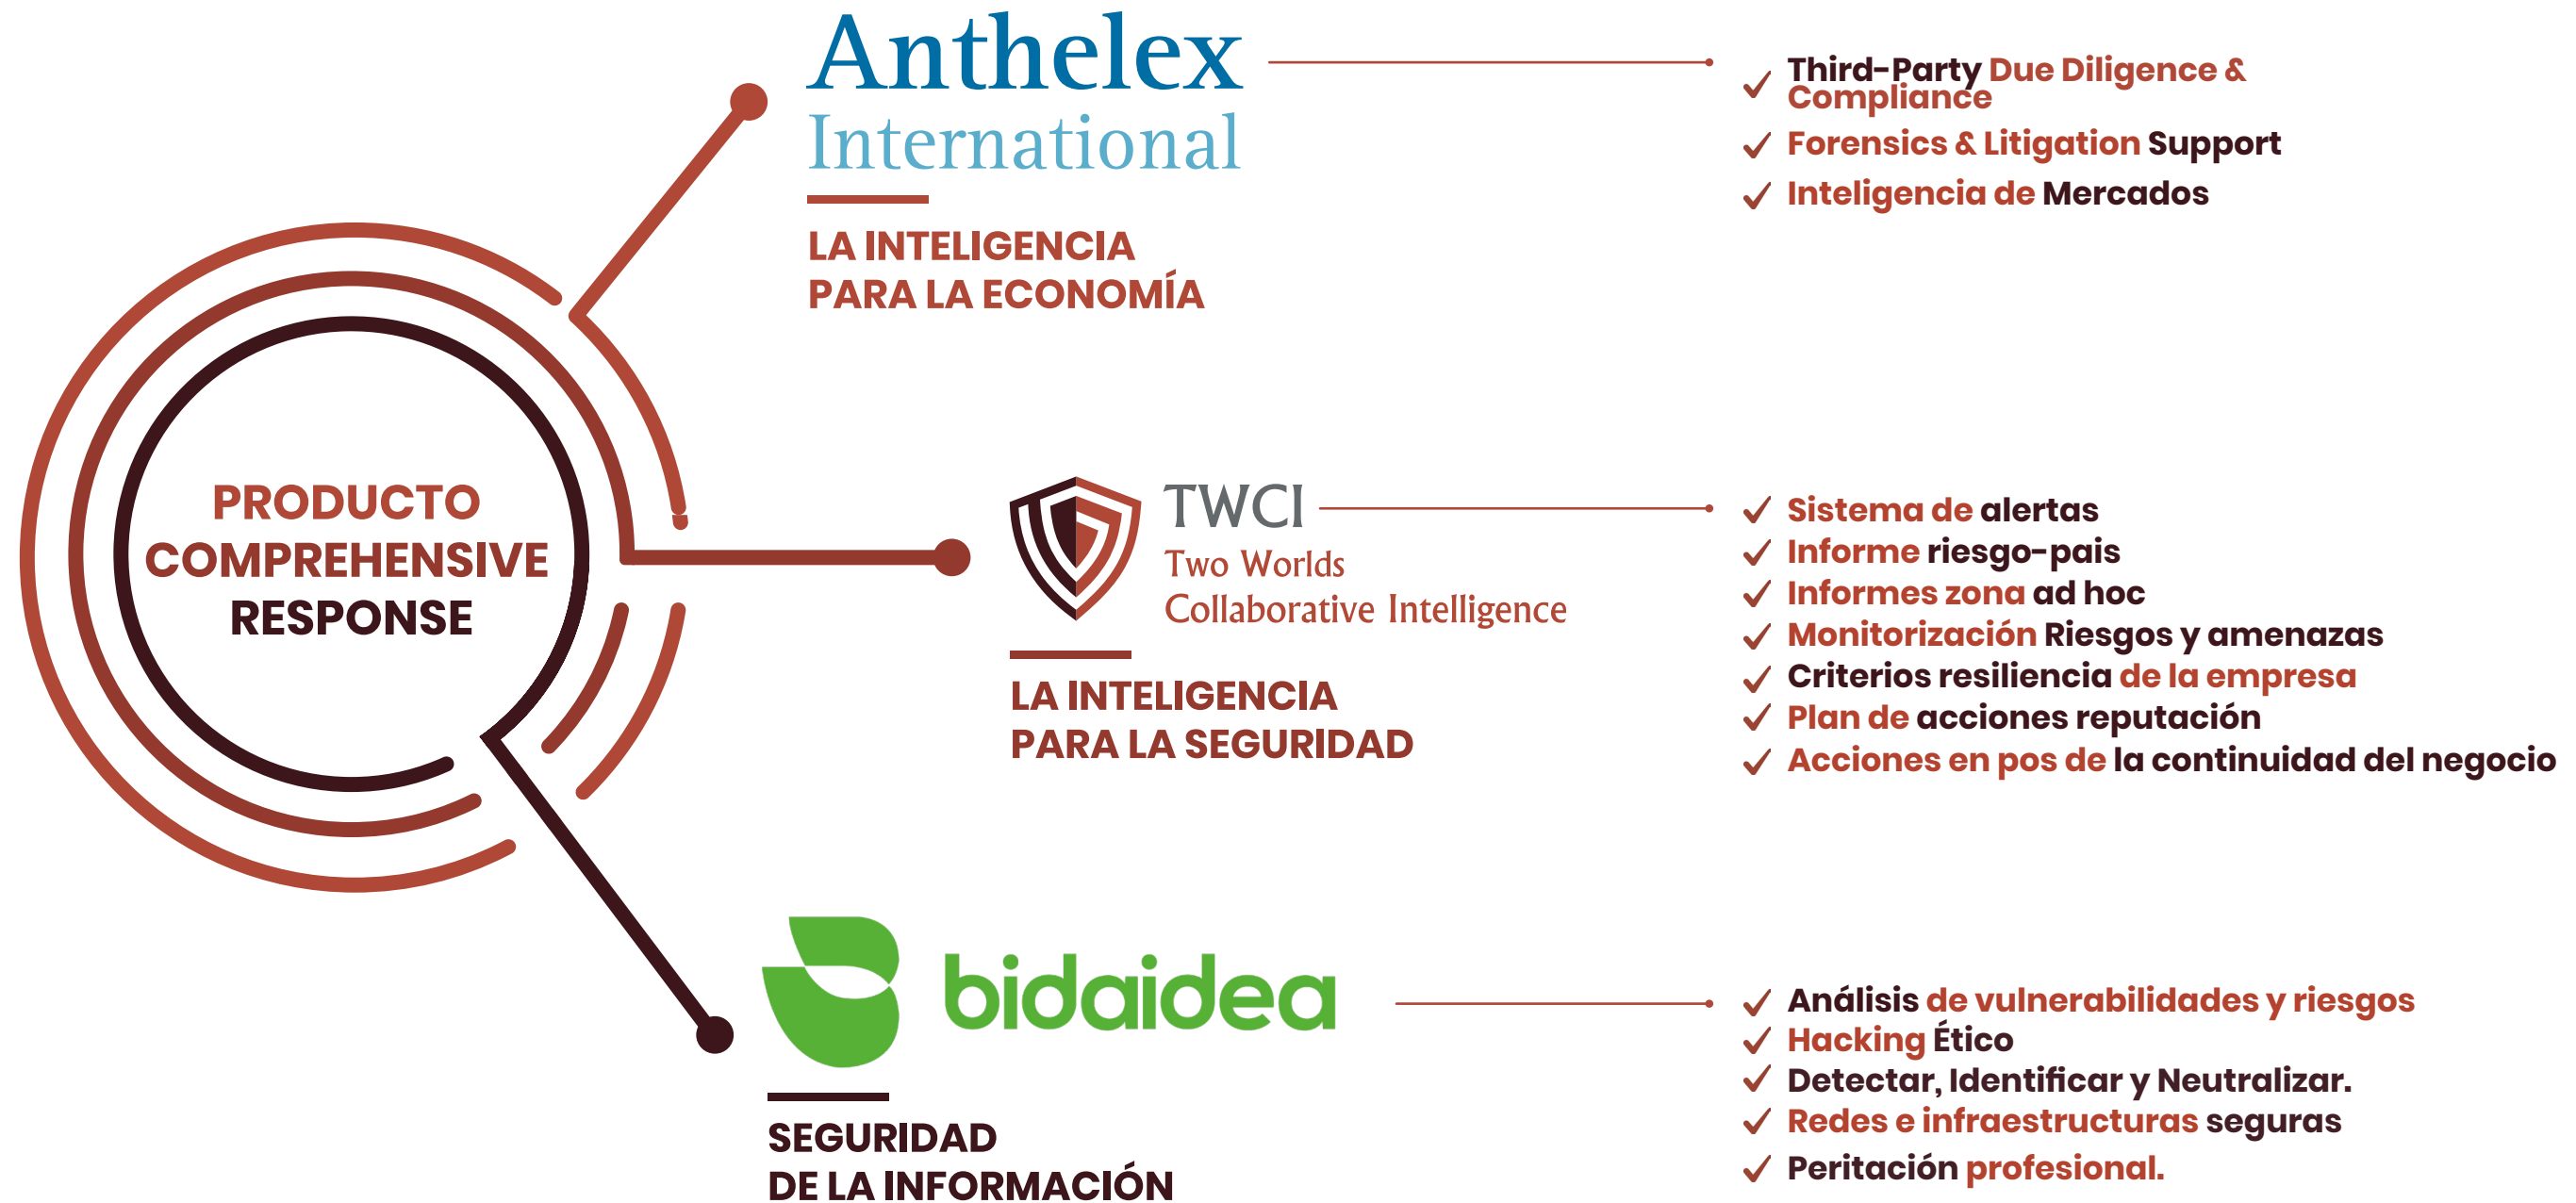 PRODUCTO
COMPREHENSIVE
RESPONSE
Anthelex
International
LA INTELIGENCIA
PARA LA ECONOMÍA
Third-Party Due Diligence &
Compliance
Forensics & Litigation Support
Inteligencia de Mercados
TWCI
Two Worlds
Collaborative Intelligence
LA INTELIGENCIA
PARA LA SEGURIDAD
Sistema de alertas
Informe riesgo-pais
Informes zona ad hoc
Monitorización Riesgos y amenazas
Criterios resiliencia de la empresa
Plan de acciones reputación
Acciones en pos de la continuidad del negocio
bidaidea
SEGURIDAD
DE LA INFORMACIÓN
Análisis de vulnerabilidades y riesgos
Hacking Ético
Detectar, Identificar y Neutralizar.
Redes e infraestructuras seguras
Peritación profesional.